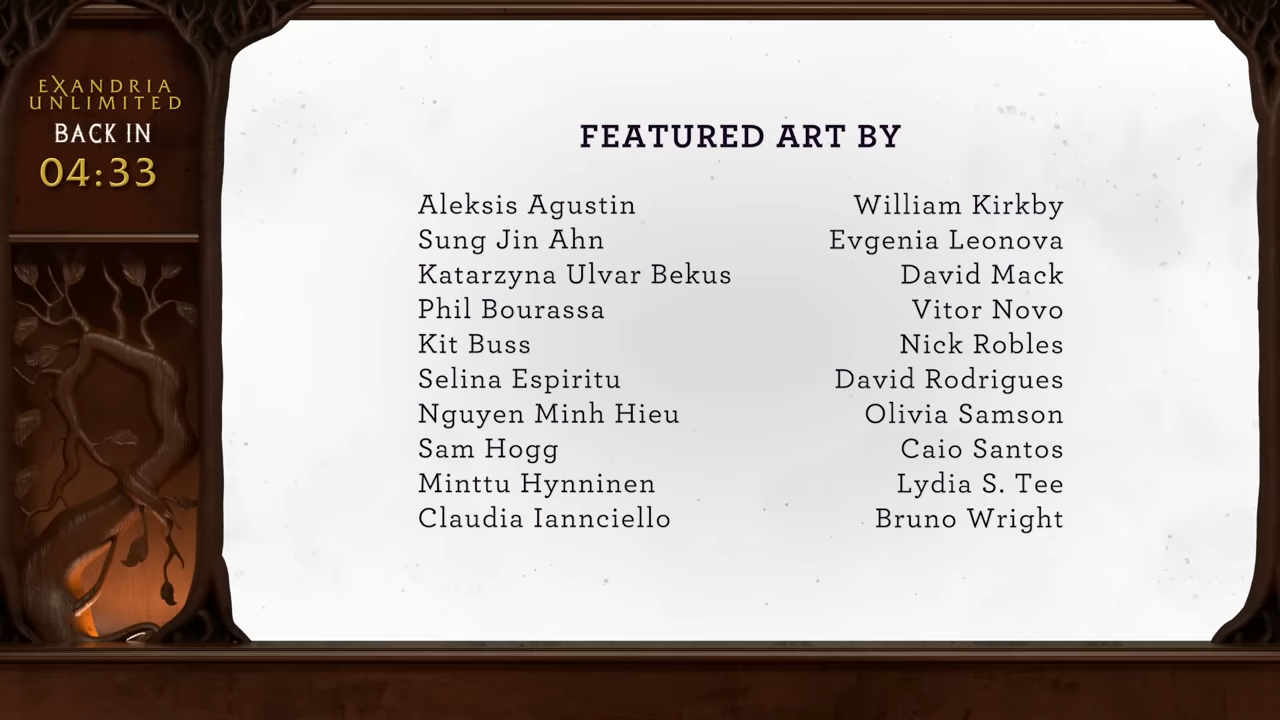 EXANDRIA
UNLIMITED
BACK IN
04:33
FEATURED ART BY
Aleksis Agustin
Sung Jin Ahn
Katarzyna Ulvar Bekus
Phil Bourassa
Kit Buss
Selina Espiritu
Nguyen Minh Hieu
Sam Hogg
Minttu Hynninen
Claudia Iannciello
William Kirkby
Evgenia Leonova
David Mack
Vitor Novo
Nick Robles
David Rodrigues
Olivia Samson
Caio Santos
Lydia S. Tee
Bruno Wright